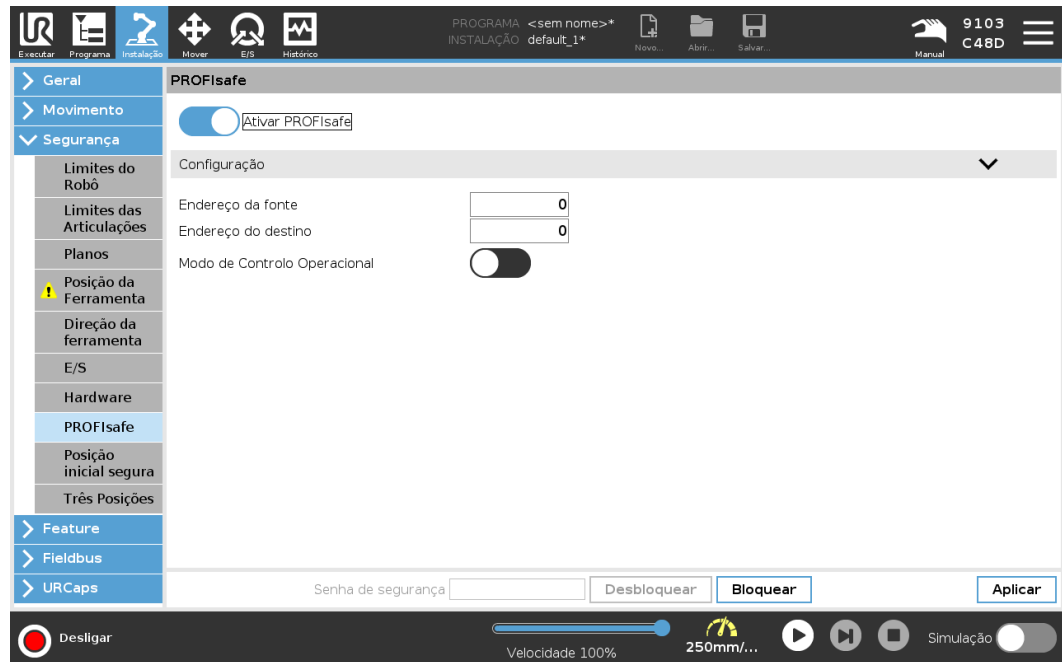 UR
Executar
Programa
Instalação
Mover
E/S
Histórico
PROGRAMA <sem nome>*
INSTALAÇÃO default_1*
Novo...
Abrir...
Salvar...
Manual
9103
C48D
Geral
Movimento
Segurança
Limites do
Robô
Limites das
Articulações
Planos
Posição da
Ferramenta
Direção da
ferramenta
E/S
Hardware
PROFIsafe
Posição
inicial segura
Três Posições
Feature
Fieldbus
URCaps
PROFIsafe
Ativar PROFIsafe
Configuração
Endereço da fonte 0
Endereço do destino 0
Modo de Controlo Operacional
Senha de segurança
Desbloquear
Bloquear
Aplicar
Desligar
Velocidade 100%
250mm/...
Simulação